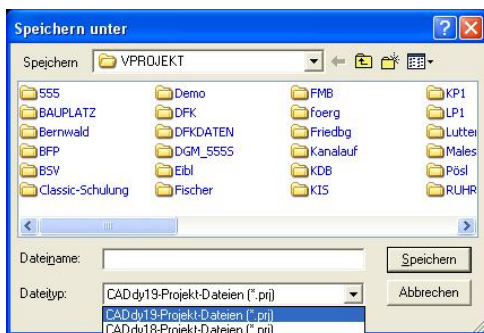 Speichern unter
Speichern VPROJEKT
555 Demo FMB KP1
BAUPLATZ DFK foerg LP1
Bernwald DFKDATEN Friedbg Lutter
BFP DGM_555S Kanalauf Males
BSV Eibl KDB Pösl
Classic-Schulung Fischer KIS RUHR
Dateiname: Speichern
Dateityp: CADdy19-Projekt-Dateien (*.prj) Abbrechen
CADdy19-Projekt-Dateien (*.prj)
CADdy18-Projekt-Dateien (*.prj)